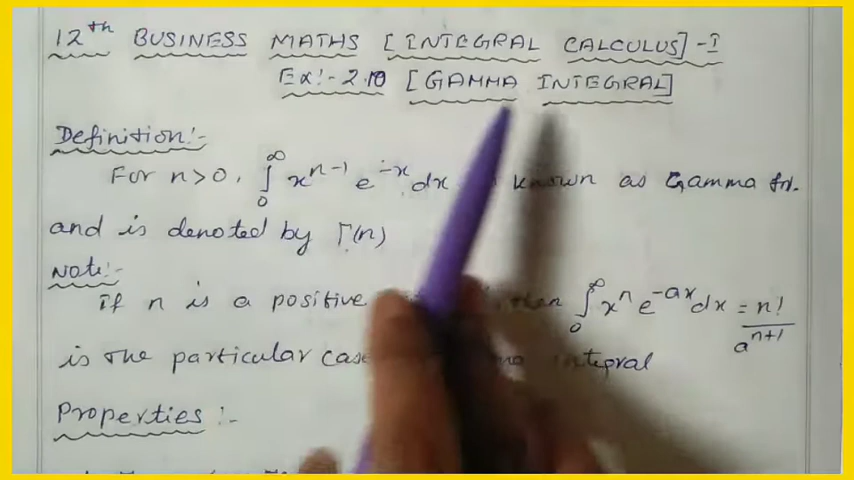 12th BUSINESS MATHS [INTEGRAL CALCULUS] - I
Ex:- 2.10 [GAMMA INTEGRAL]
Definition:-
For n>0, ∫₀^∞ x^{n-1} e^{-x} dx known as Gamma fn.
and is denoted by Γ(n)
Note:-
If n is a positive then ∫₀^∞ x^n e^{-ax} dx = n!/a^{n+1}
is the particular case integral
Properties:-